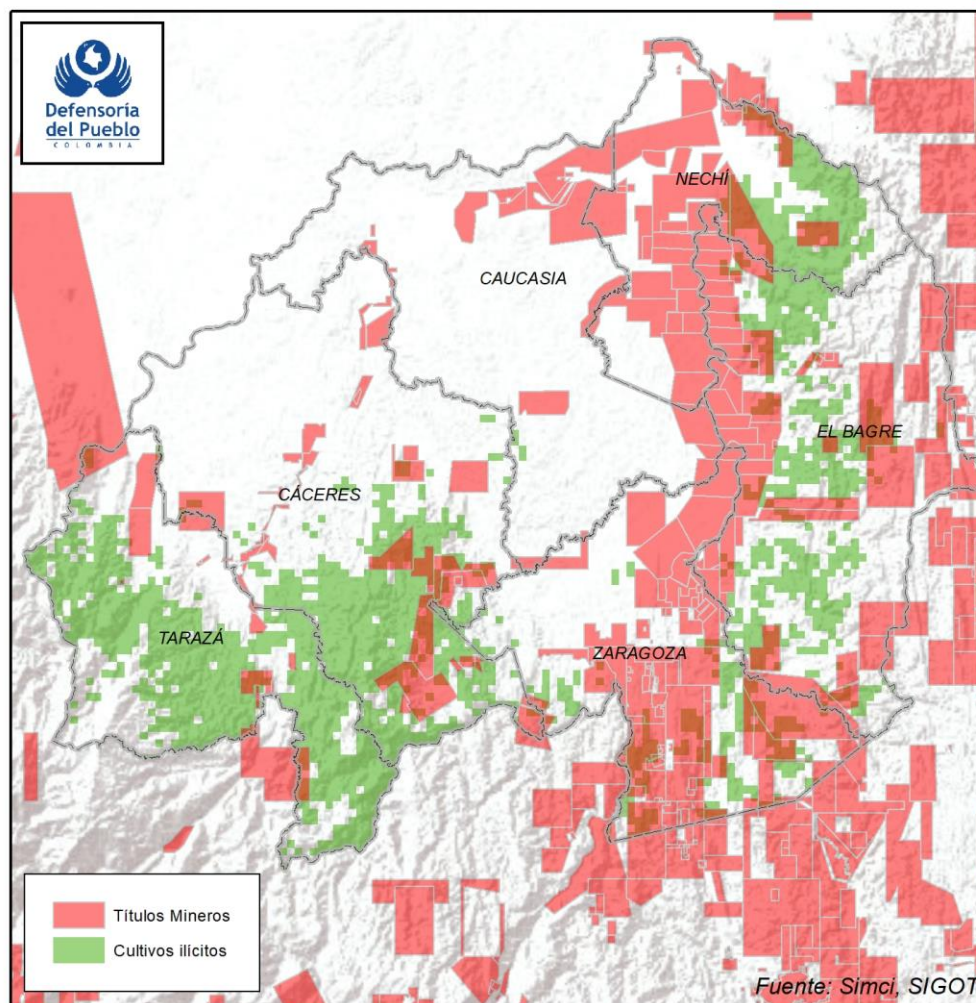 Defensoría
del Pueblo
COLOMBIA
NECHÍ
CAUCASIA
EL BAGRE
CÁCERES
TARAZÁ
ZARAGOZA
Títulos Mineros
Cultivos ilícitos
Fuente: Simci, SIGOT